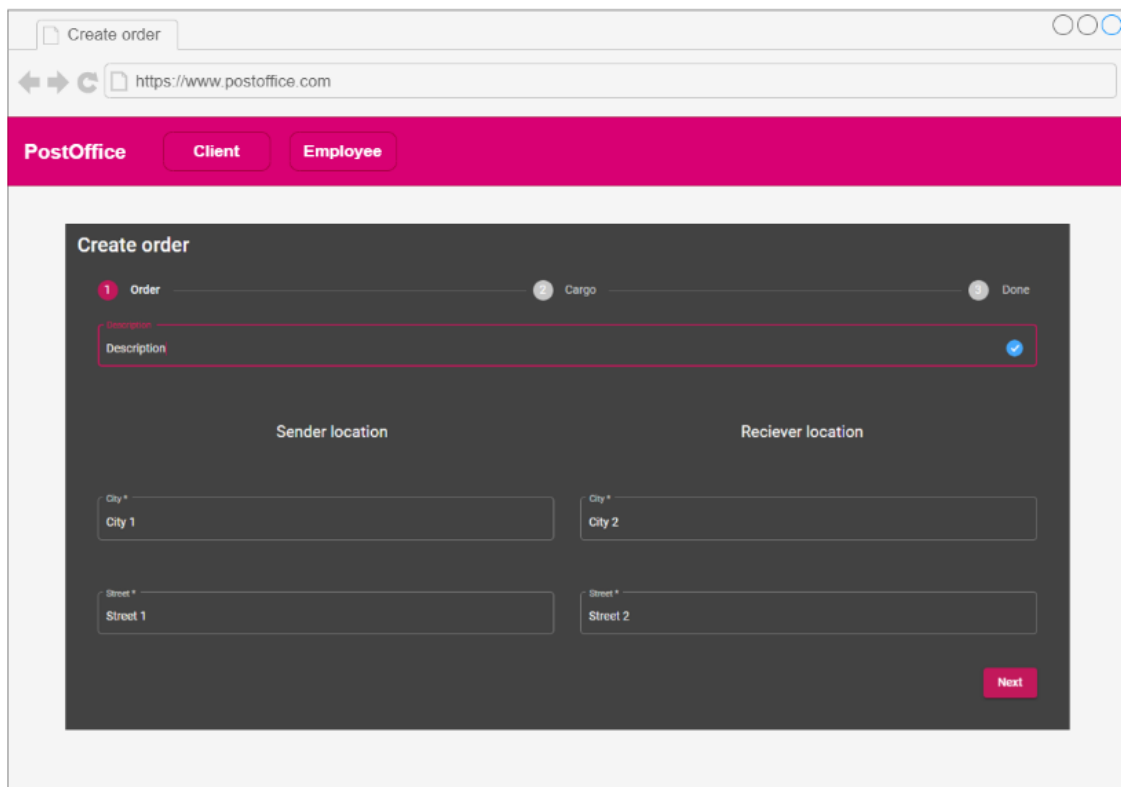 Create order
https://www.postoffice.com
PostOffice Client Employee
Create order
1 Order 2 Cargo 3 Done
Description
Description
Sender location Reciever location
City * City *
City 1 City 2
Street * Street *
Street 1 Street 2
Next